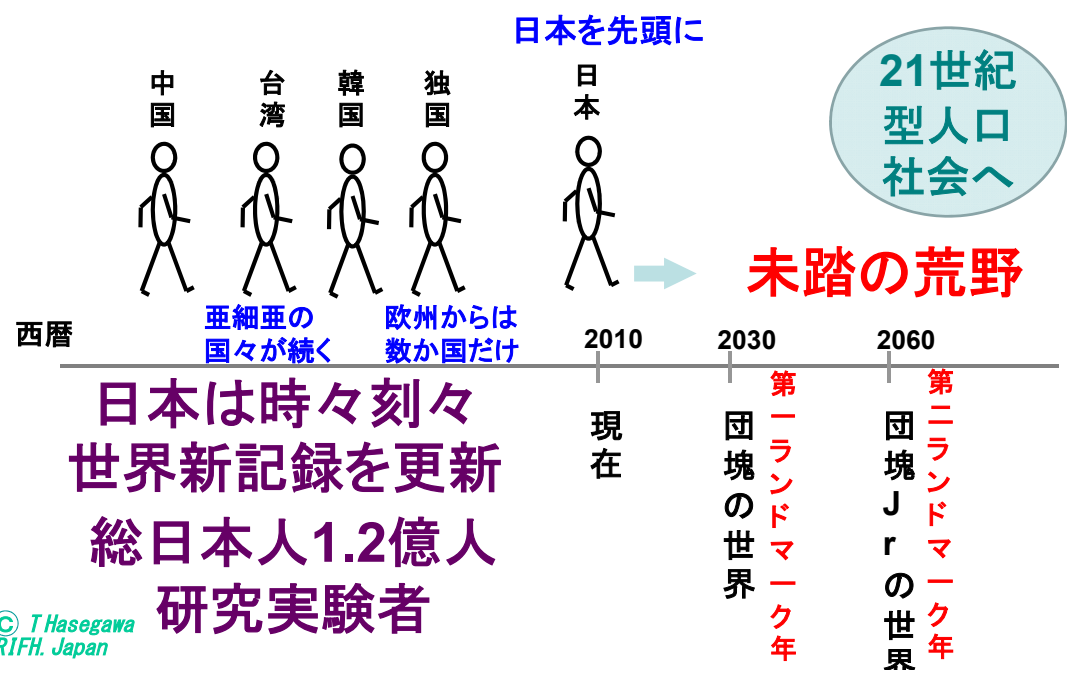 日本を先頭に
21世紀
型人口
社会へ
中国
台湾
韓国
独国
日本
未踏の荒野
亜細亜の
国々が続く
欧州からは
数か国だけ
西暦
2010
2030
2060
日本は時々刻々
世界新記録を更新
総日本人1.2億人
研究実験者
現在
団塊の世界
第一ランドマーク年
団塊Jrの世界
第二ランドマーク年
© T Hasegawa
RIFH. Japan